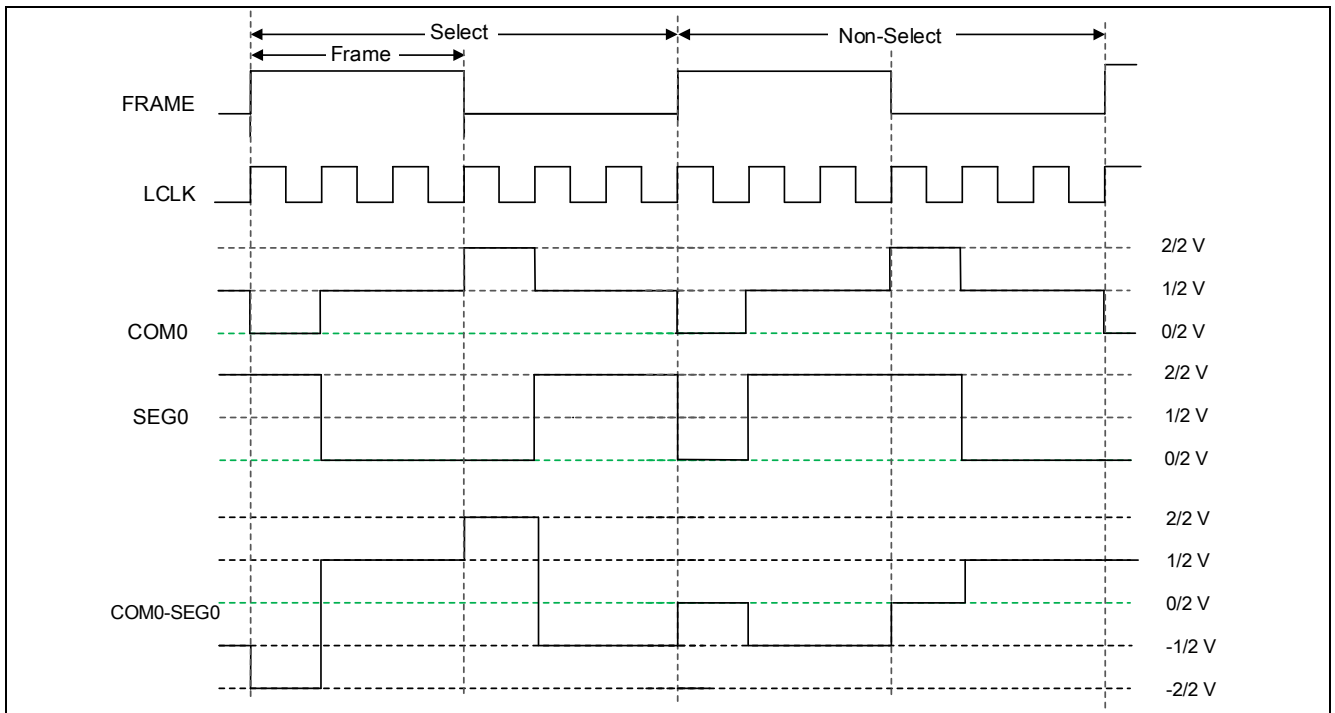 Select
Non-Select
Frame
FRAME
LCLK
2/2 V
1/2 V
COM0
0/2 V
2/2 V
SEG0
1/2 V
0/2 V
2/2 V
1/2 V
COM0-SEG0
0/2 V
-1/2 V
-2/2 V